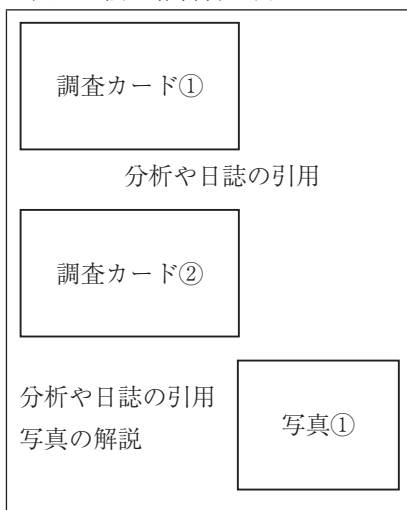 調査カード①
分析や日誌の引用
調査カード②
分析や日誌の引用
写真の解説
写真①